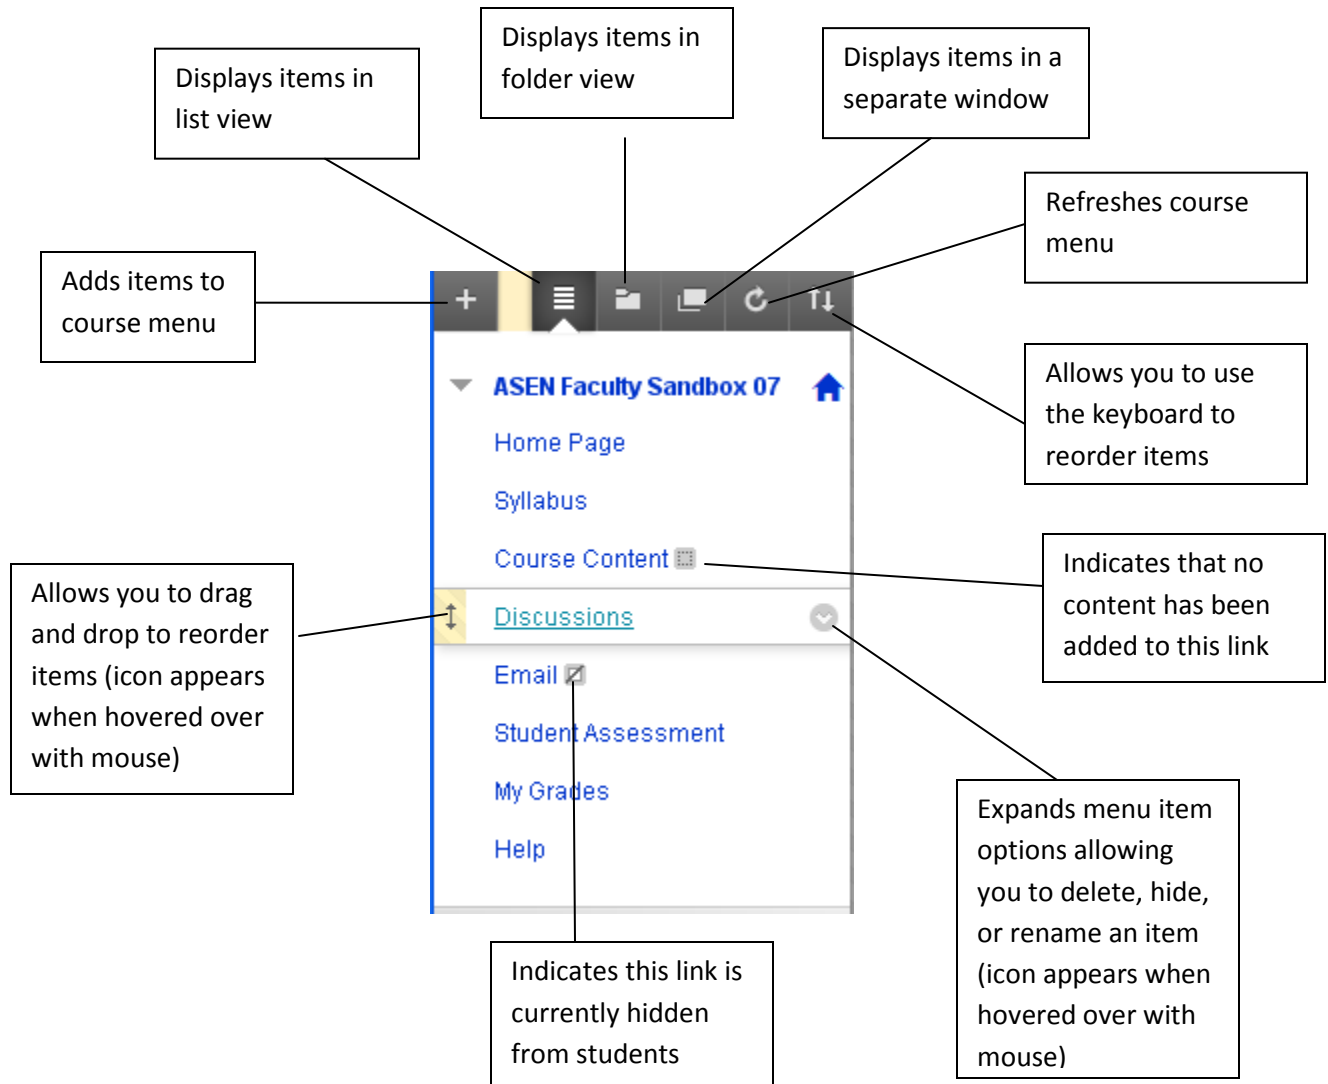 Displays items in
folder view
Displays items in a
separate window
Displays items in
list view
Refreshes course
menu
Adds items to
course menu
Allows you to use
the keyboard to
reorder items
ASEN Faculty Sandbox 07
Home Page
Syllabus
Course Content
Discussions
Email
Student Assessment
My Grades
Help
Indicates that no
content has been
added to this link
Allows you to drag
and drop to reorder
items (icon appears
when hovered over
with mouse)
Expands menu item
options allowing
you to delete, hide,
or rename an item
(icon appears when
hovered over with
mouse)
Indicates this link is
currently hidden
from students